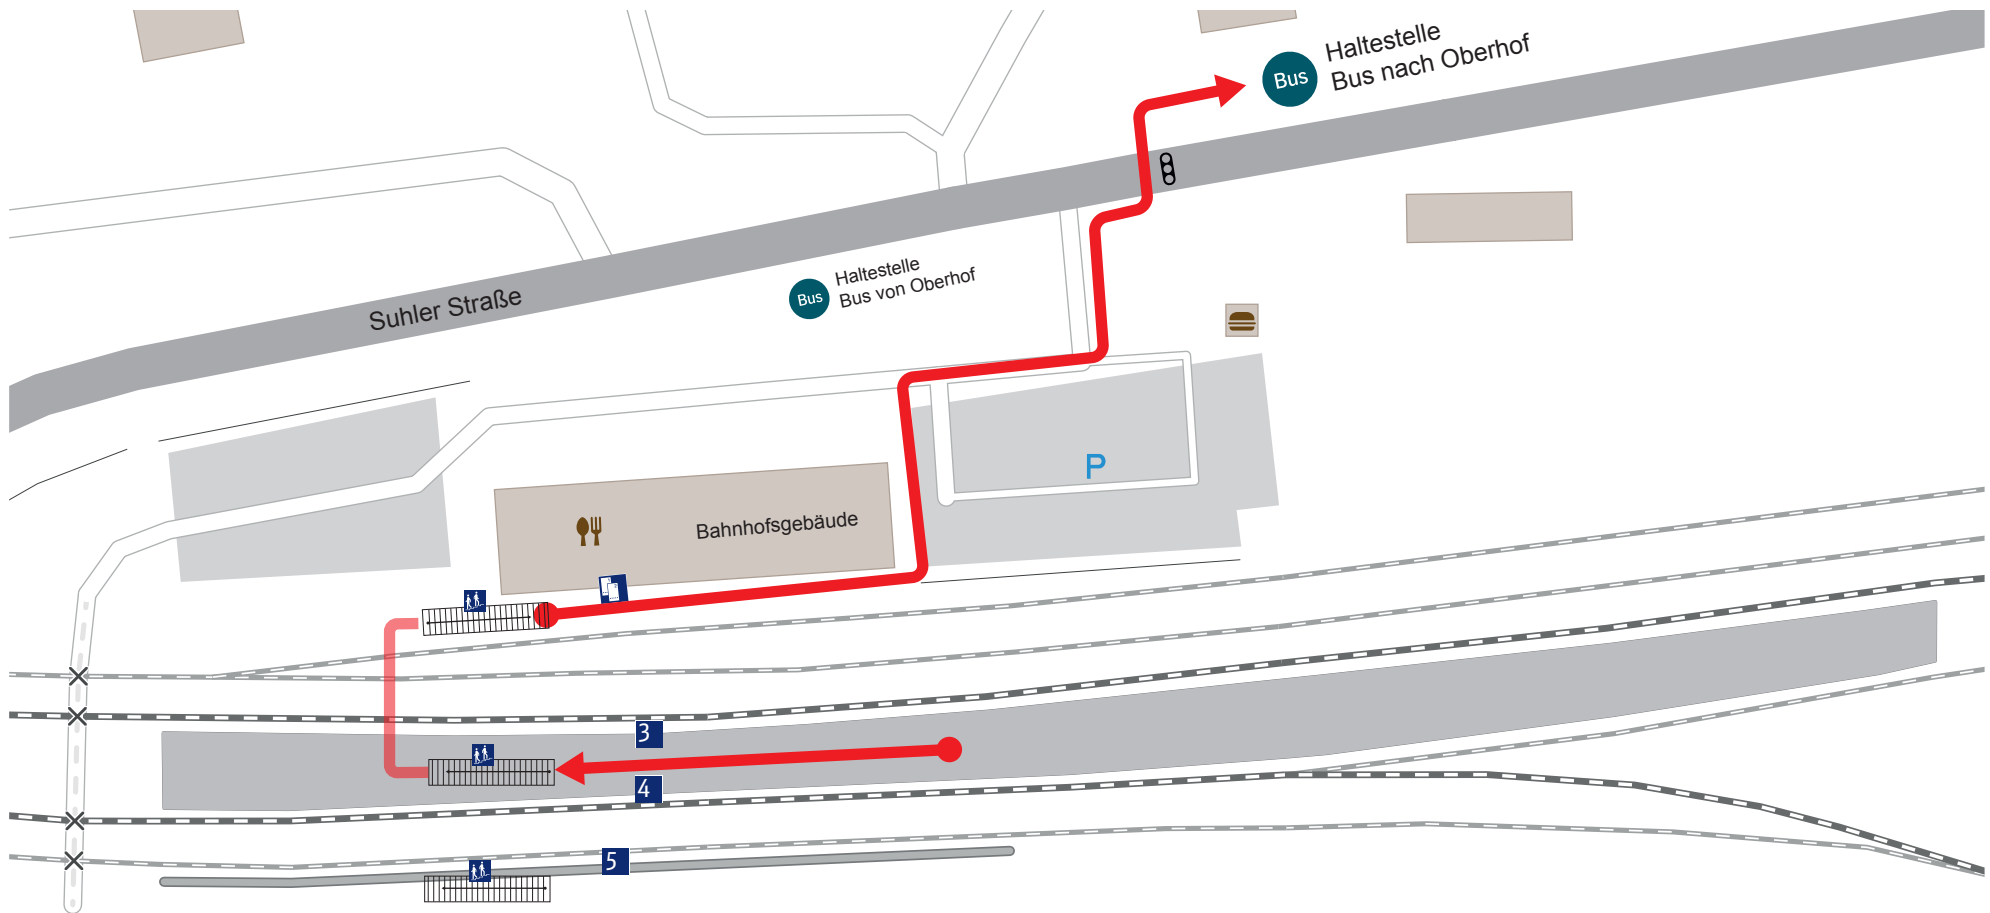 Haltestelle
Bus nach Oberhof
Bus
Haltestelle
Bus von Oberhof
Bus
Suhler Straße
P
Bahnhofsgebäude
3
4
5